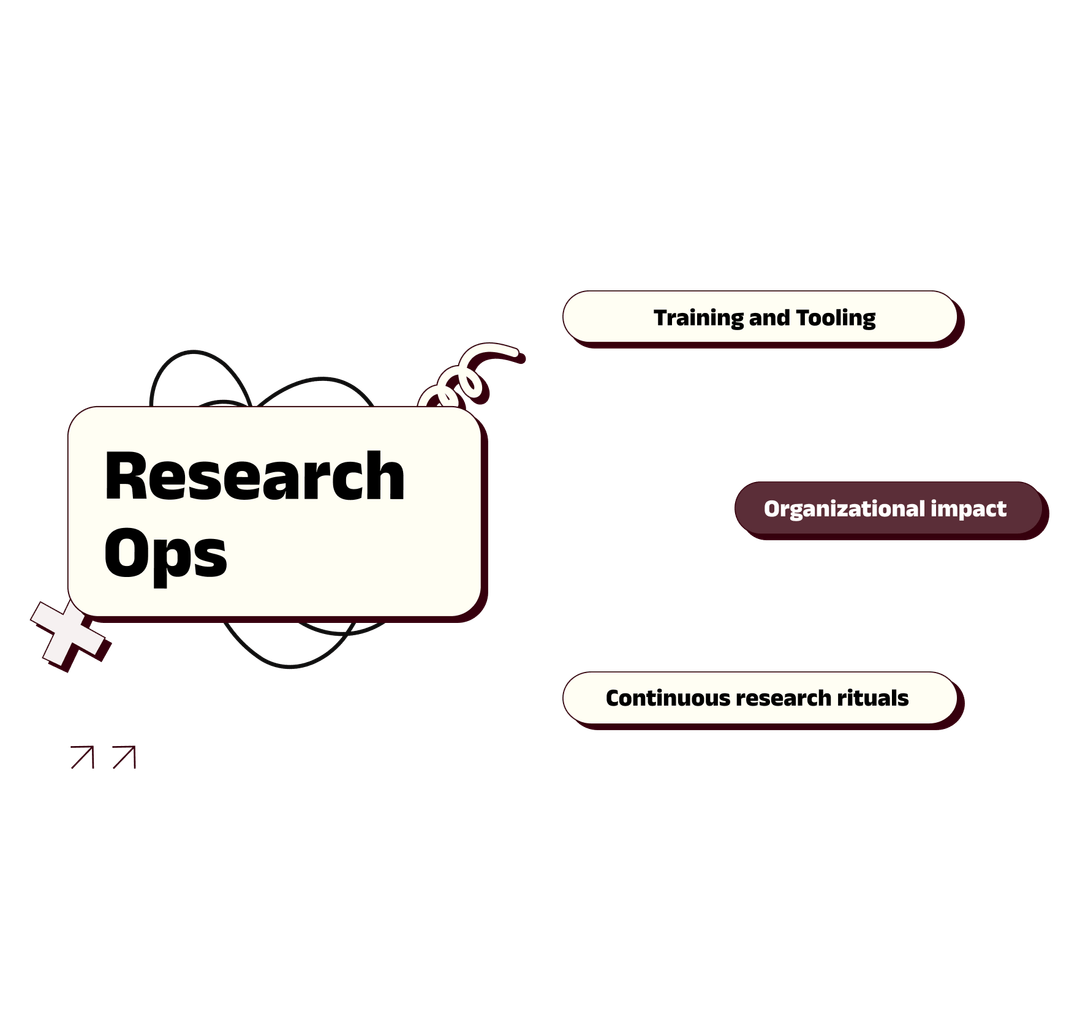 Research
Ops
Training and Tooling
Organizational impact
Continuous research rituals